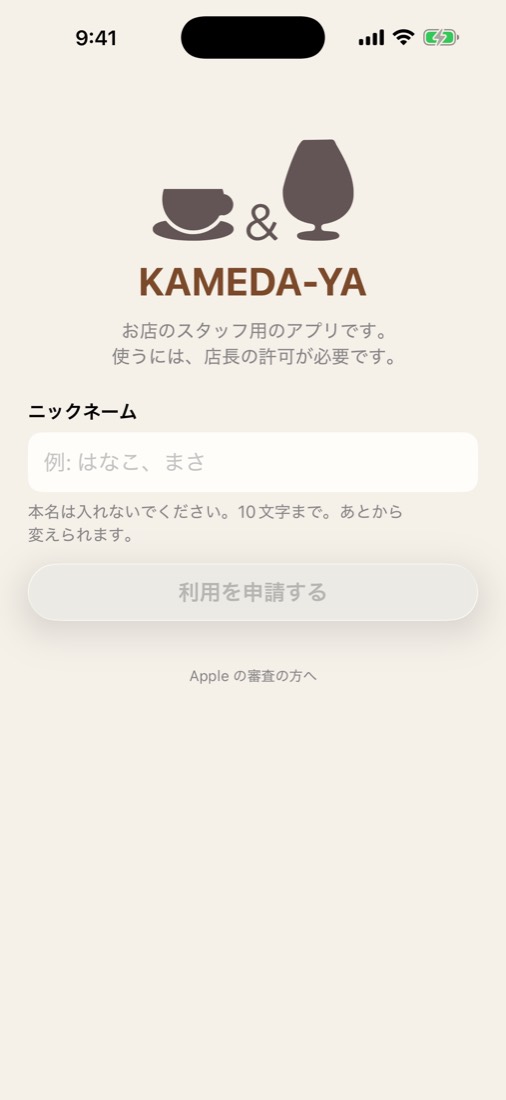 9:41
&
KAMEDA-YA
お店のスタッフ用のアプリです。
使うには、店長の許可が必要です。
ニックネーム
例: はなこ、まさ
本名は入れないでください。10 文字まで。あとから
変えられます。
利用を申請する
Apple の審査の方へ